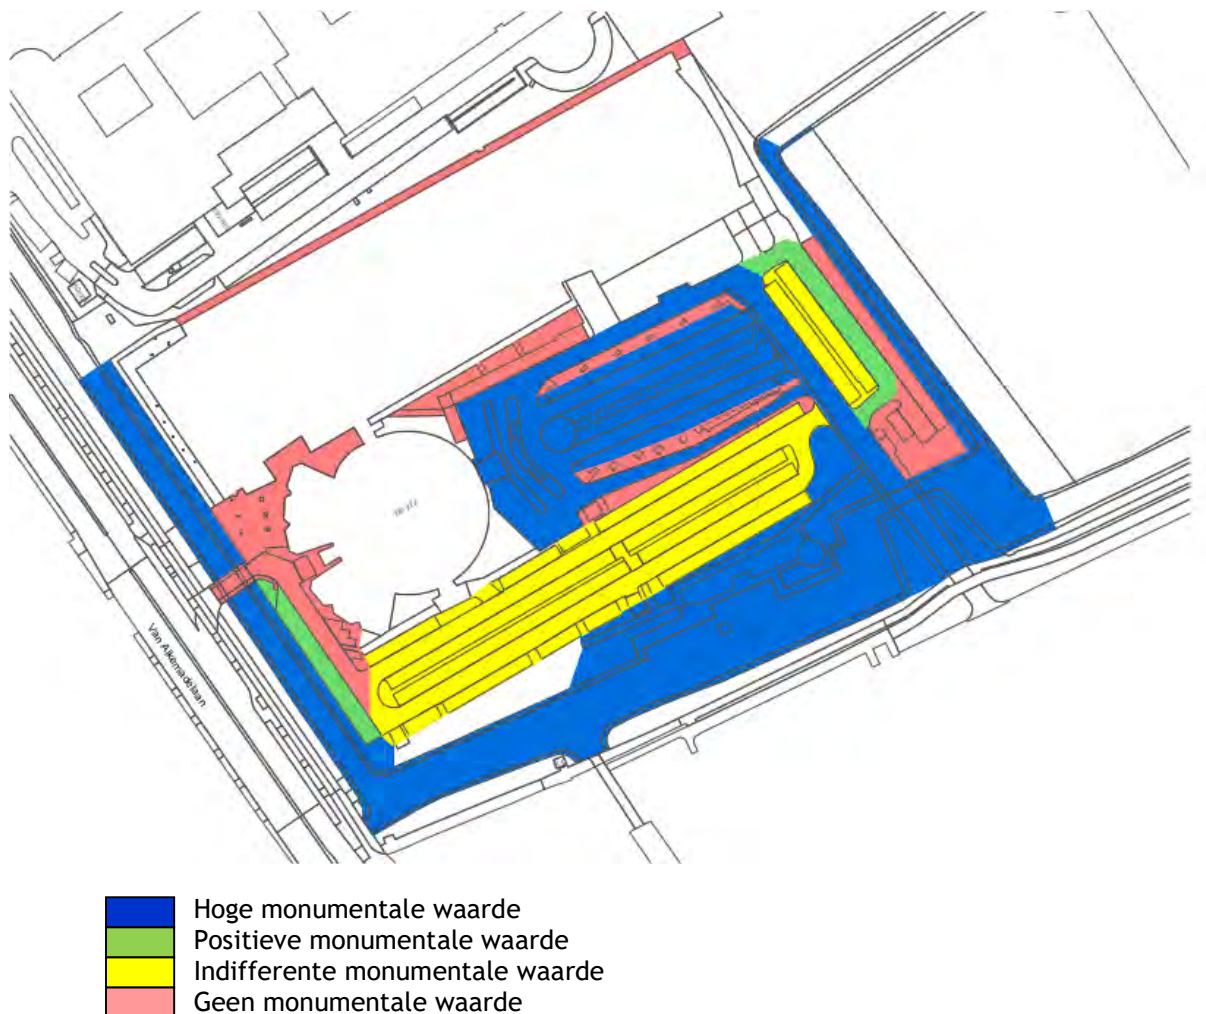 Van Alkemadelaan
Hoge monumentale waarde
Positieve monumentale waarde
Indifferente monumentale waarde
Geen monumentale waarde